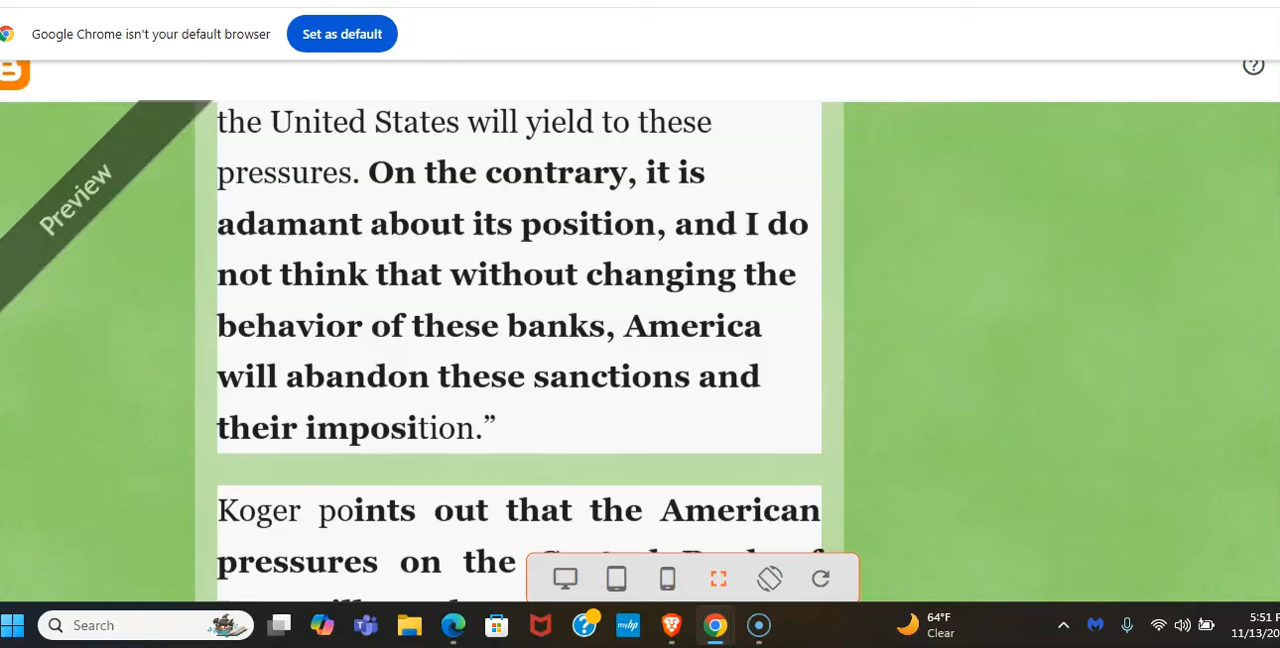 Google Chrome isn't your default browser
Set as default
Preview
the United States will yield to these
pressures. On the contrary, it is
adamant about its position, and I do
not think that without changing the
behavior of these banks, America
will abandon these sanctions and
their imposition.”
Koger points out that the American
pressures on the
Search
myhp
64°F
Clear
5:51
11/13/20